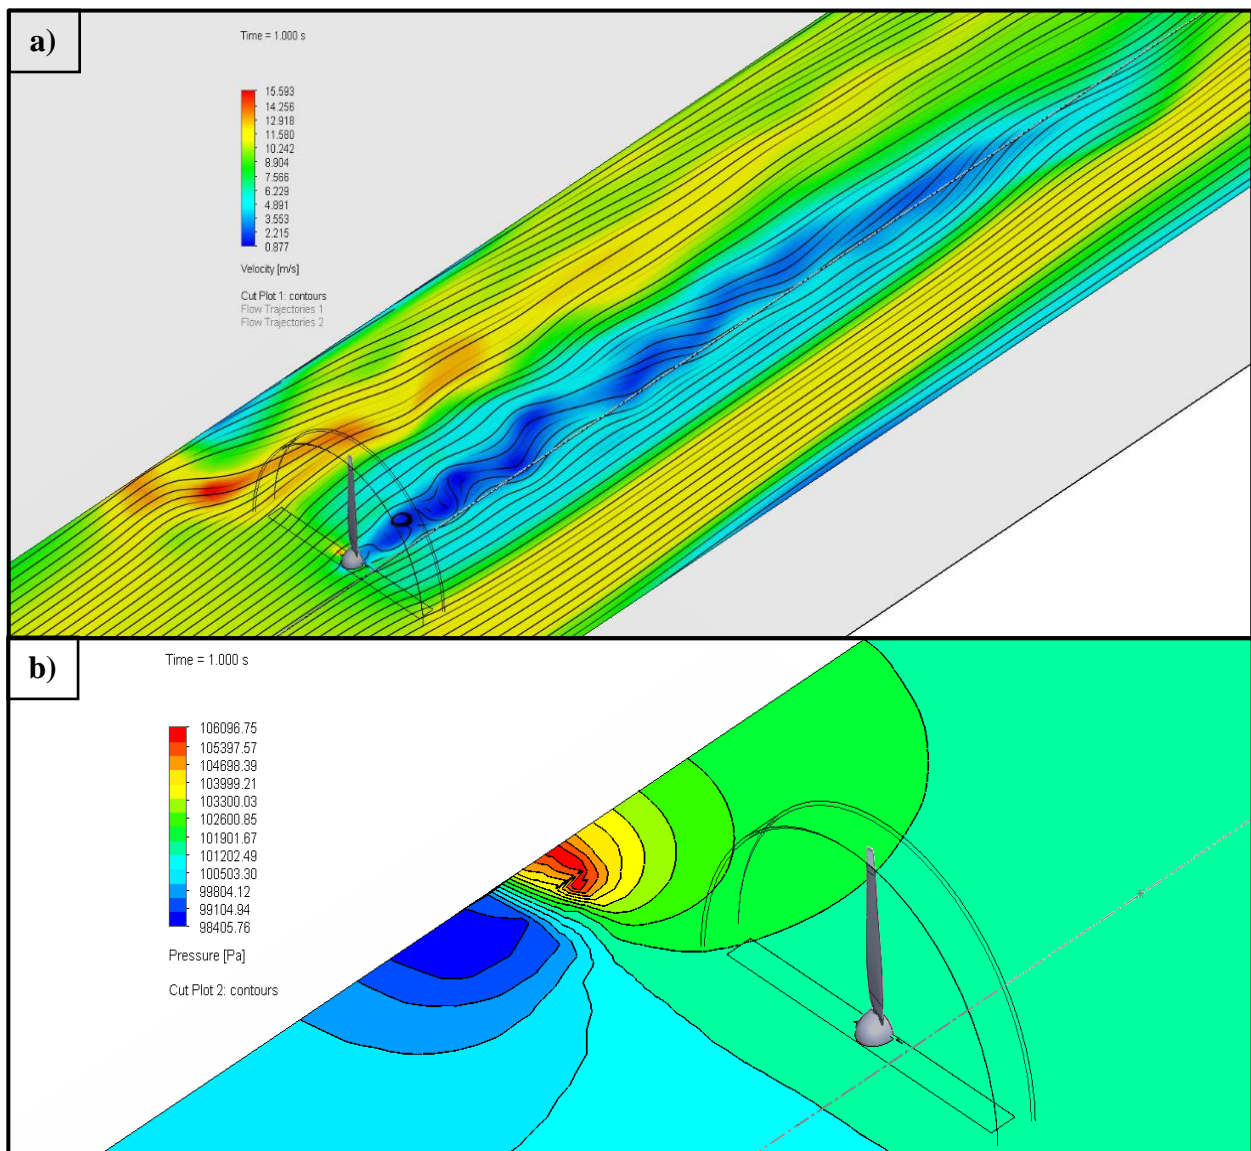 a)
Time = 1.000 s
15.593
14.256
12.918
11.580
10.242
8.904
7.566
6.229
4.891
3.553
2.215
0.877
Velocity [m/s]
Cut Plot 1: contours
Flow Trajectories 1
Flow Trajectories 2
b)
Time = 1.000 s
106096.75
105397.57
104698.39
103999.21
103300.03
102600.85
101901.67
101202.49
100503.30
99804.12
99104.94
98405.76
Pressure [Pa]
Cut Plot 2: contours